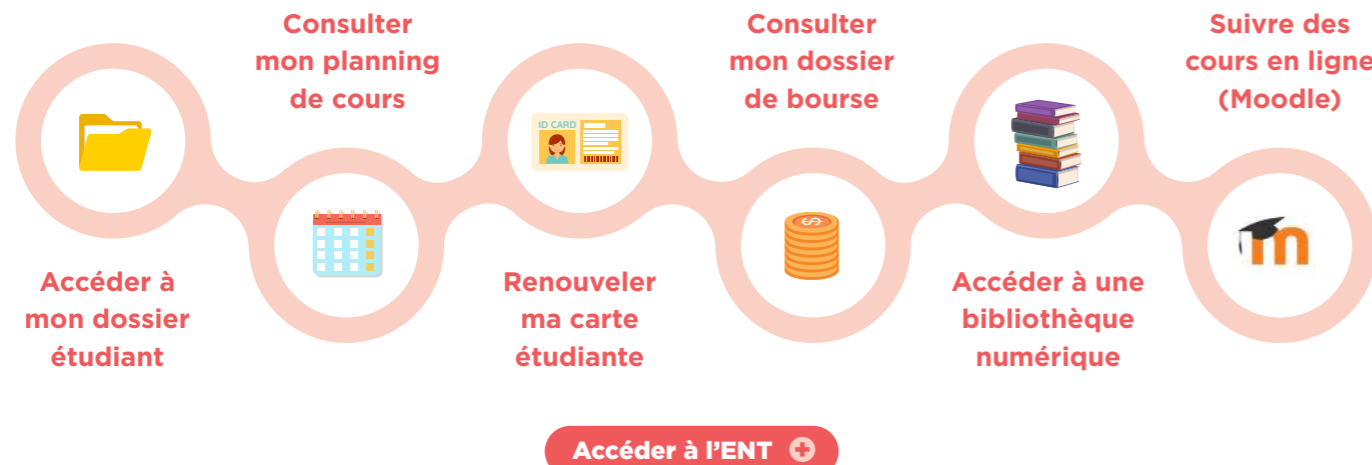 Consulter
mon planning
de cours
Consulter
mon dossier
de bourse
Suivre des
cours en ligne
(Moodle)
ID CARD
Accéder à
mon dossier
étudiant
Renouveler
ma carte
étudiante
Accéder à une
bibliothèque
numérique
m
Accéder à l’ENT